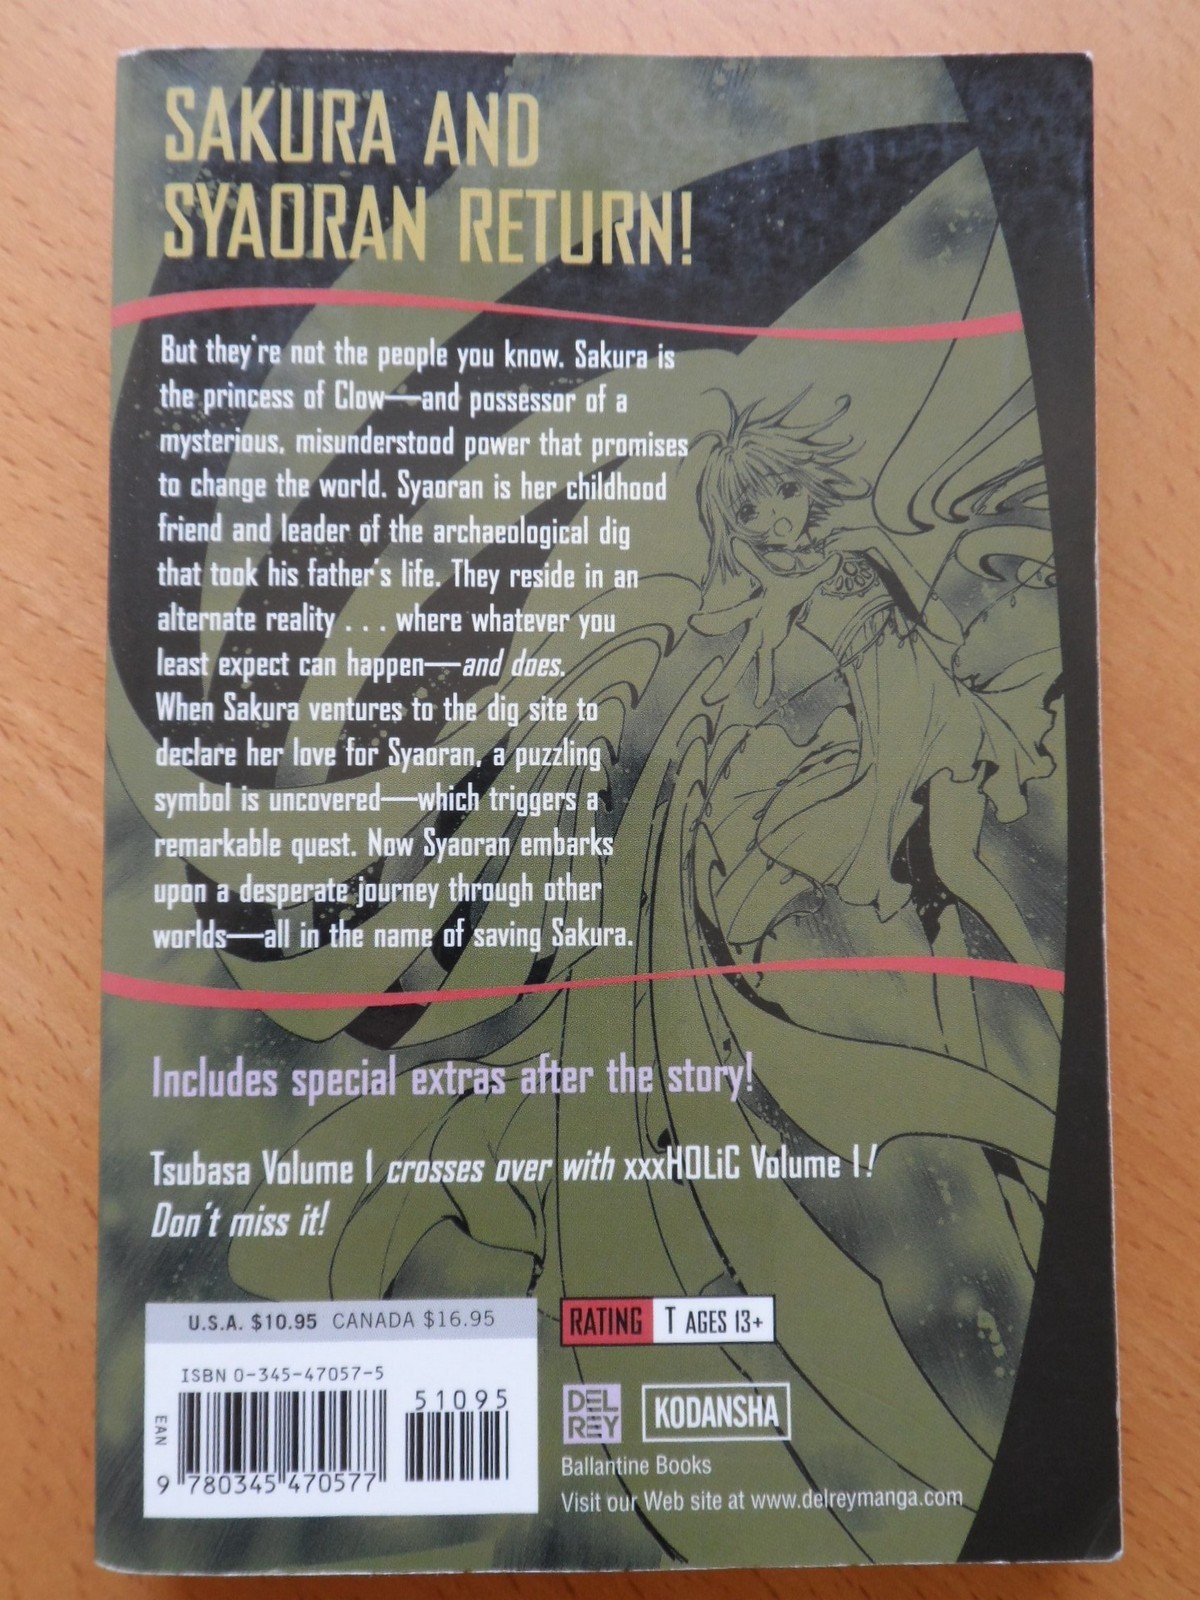 SAKURA AND
SYAORAN RETURN!
But they're not the people you know. Sakura is
the princess of Clow—and possessor of a
mysterious, misunderstood power that promises
to change the world. Syaoran is her childhood
friend and leader of the archaeological dig
that took his father's life. They reside in an
alternate reality . . . where whatever you
least expect can happen—and does.
When Sakura ventures to the dig site to
declare her love for Syaoran, a puzzling
symbol is uncovered—which triggers a
remarkable quest. Now Syaoran embarks
upon a desperate journey through other
worlds—all in the name of saving Sakura.
Includes special extras after the story!
Tsubasa Volume 1 crosses over with xxxHOLiC Volume 1!
Don't miss it!
U.S.A. $10.95 CANADA $16.95
ISBN 0-345-47057-5
51095
EAN
9 780345 470577
RATING T AGES 13+
DEL REY
KODANSHA
Ballantine Books
Visit our Web site at www.delreymanga.com